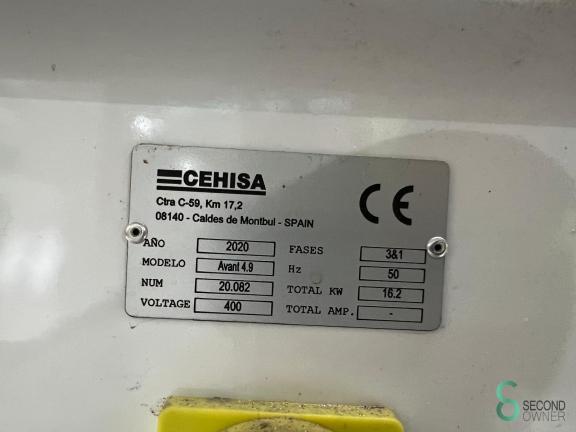 CEHISA
Ctra C-59, Km 17,2
08140 - Caldes de Montbui - SPAIN
CE
AÑO 2020 FASES 3&1
MODELO Avant 4.9 Hz 50
NUM 20.082 TOTAL KW 16.2
VOLTAGE 400 TOTAL AMP. -
SECOND
OWNER